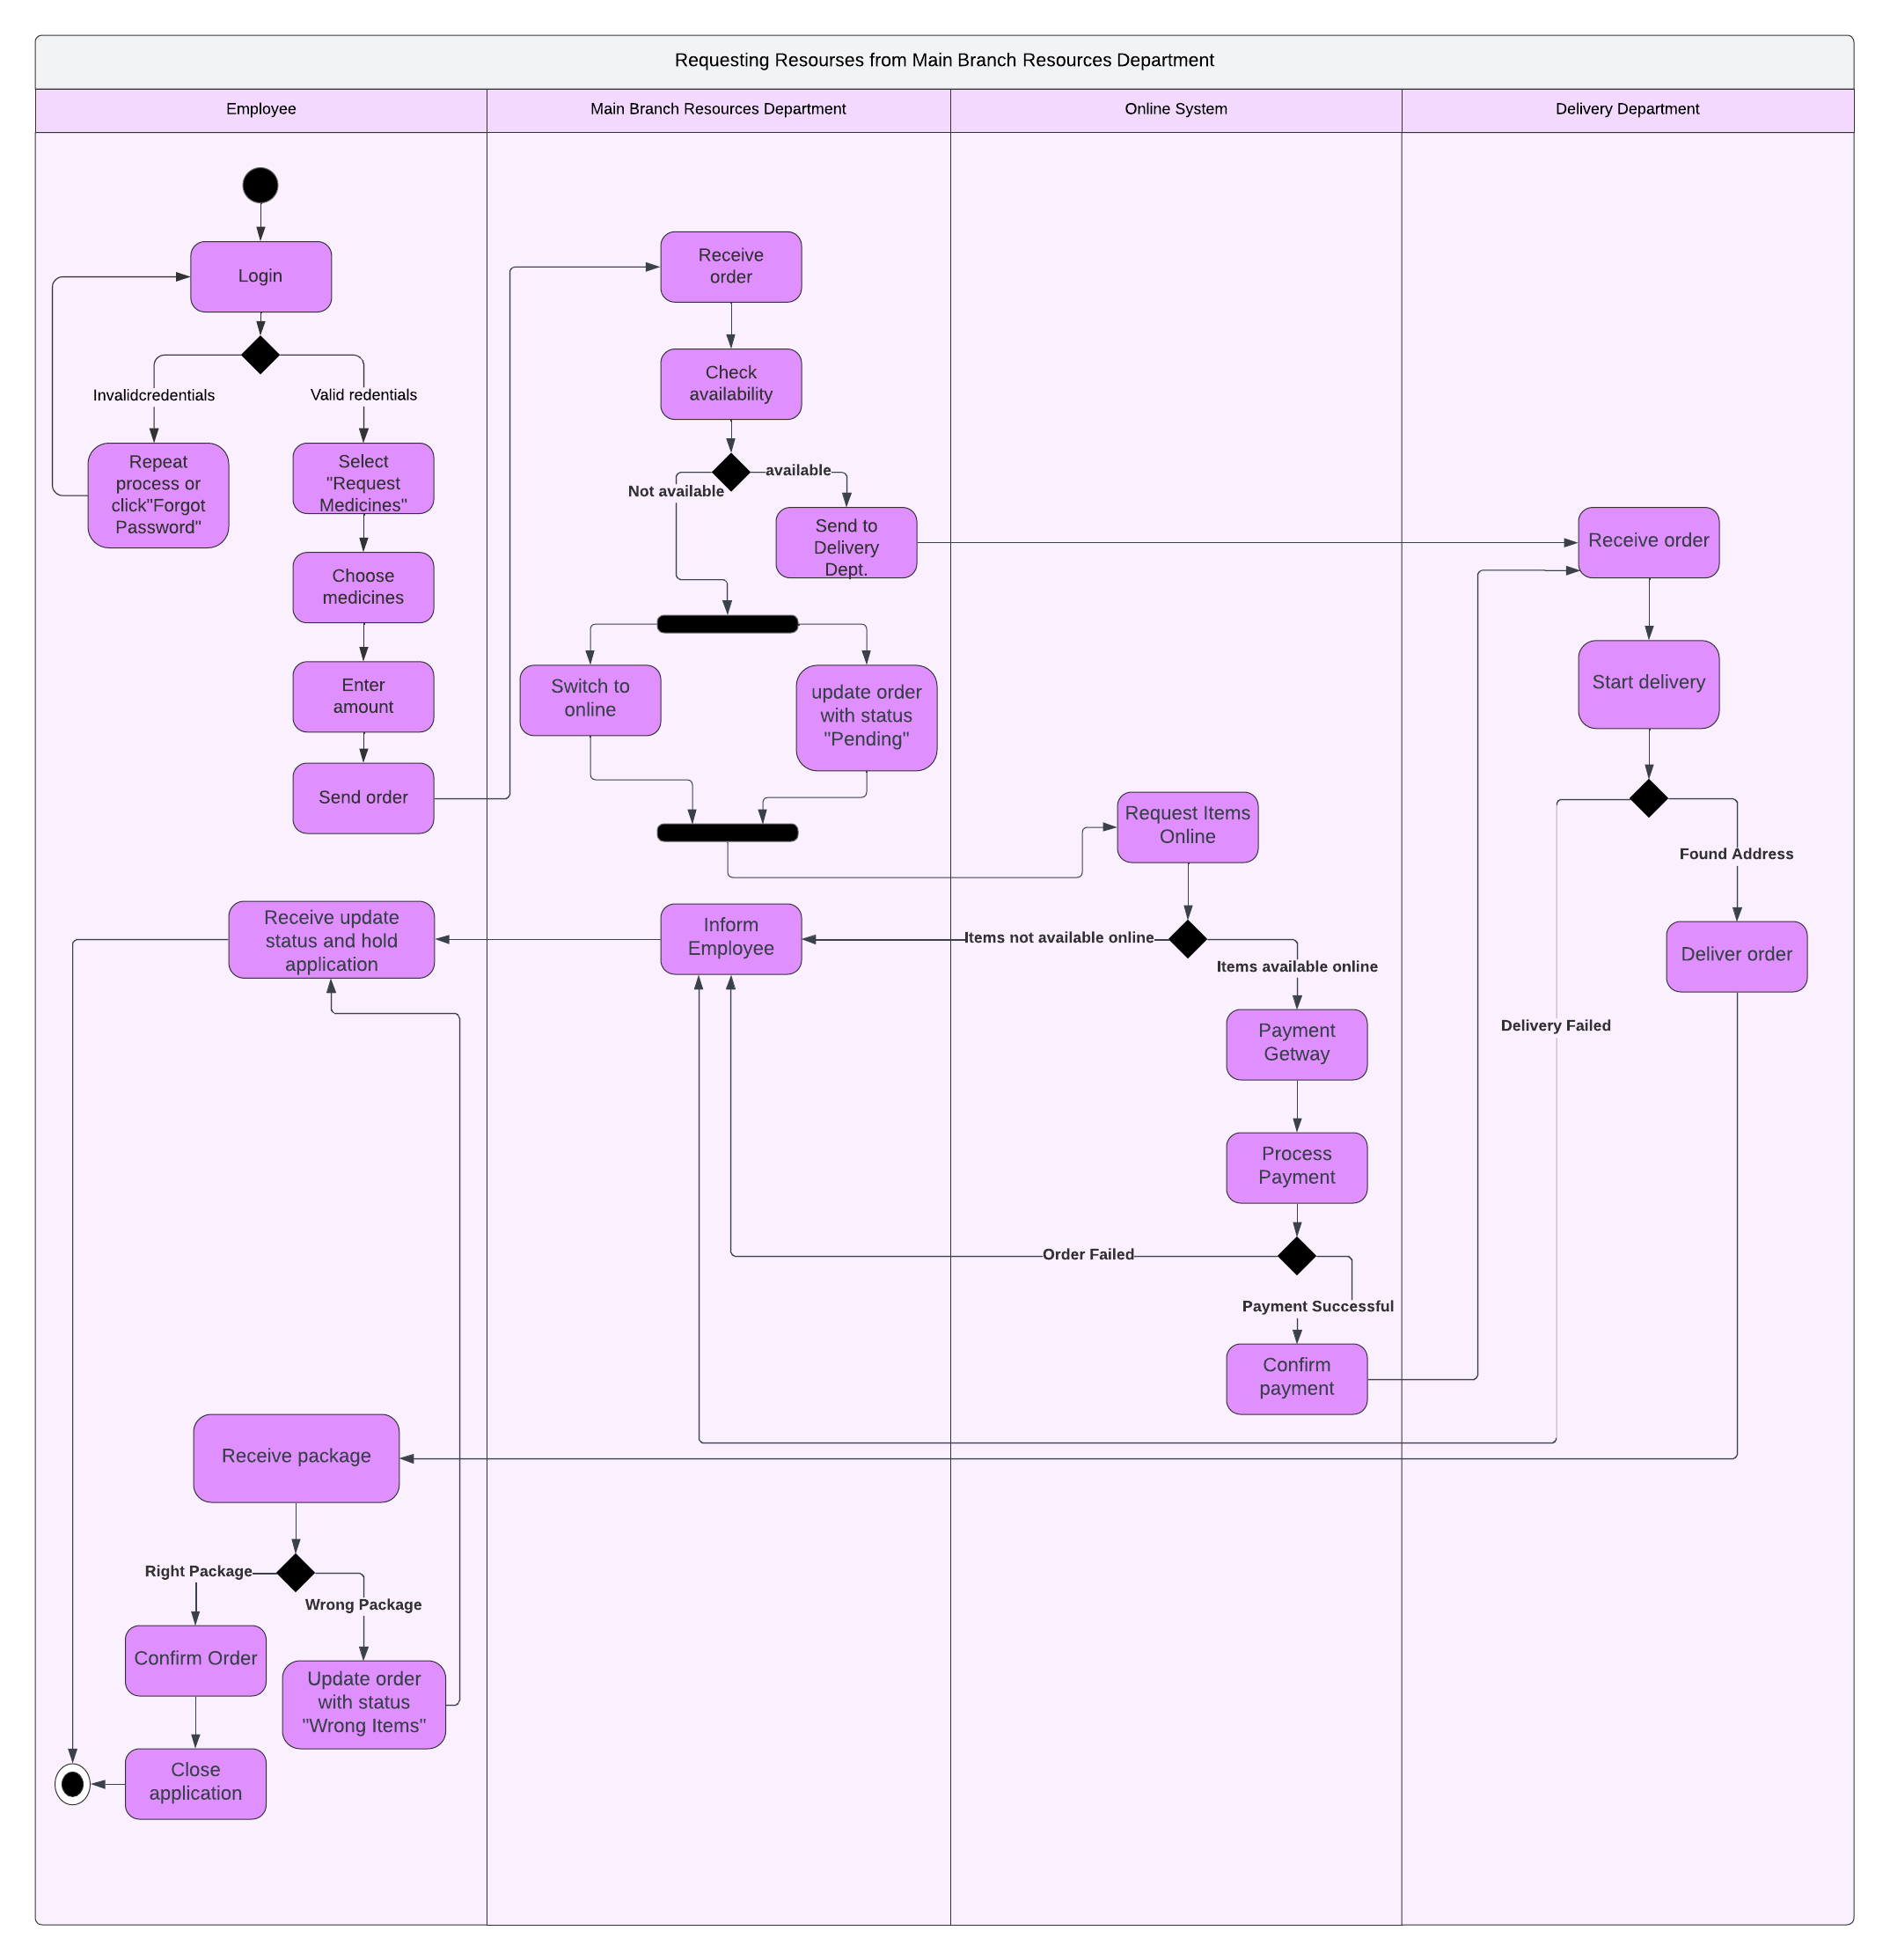 Requesting Resourses from Main Branch Resources Department
Employee
Main Branch Resources Department
Online System
Delivery Department
Login
Invalidcredentials
Valid redentials
Repeat
process or
click"Forgot
Password"
Select
"Request
Medicines"
Choose
medicines
Enter
amount
Send order
Receive
order
Check
availability
available
Not available
Send to
Delivery
Dept.
Switch to
online
update order
with status
"Pending"
Request Items
Online
Receive order
Start delivery
Found Address
Deliver order
Delivery Failed
Receive update
status and hold
application
Inform
Employee
Items not available online
Items available online
Payment
Getway
Process
Payment
Order Failed
Payment Successful
Confirm
payment
Receive package
Right Package
Wrong Package
Confirm Order
Update order
with status
"Wrong Items"
Close
application